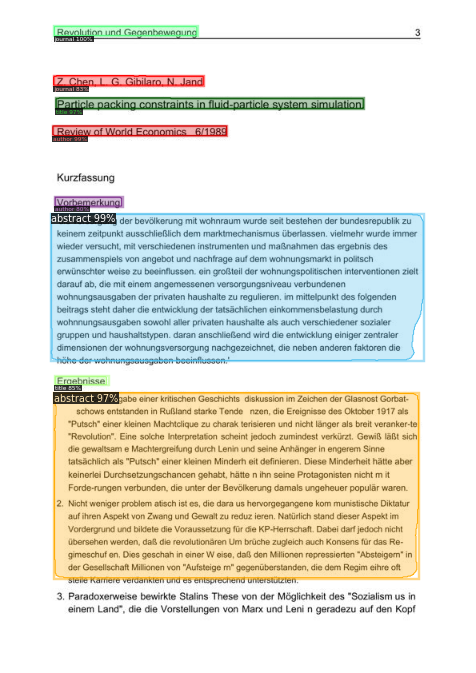 Revolution und Gegenbewegung 3
journal 100%
Z. Chen, L. G. Gibilaro, N. Jand
journal 83%
Particle packing constraints in fluid-particle system simulation
title 97%
Review of World Economics 6/1989
author 99%
Kurzfassung
Vorbemerkung
author 80%
abstract 99% der bevölkerung mit wohnraum wurde seit bestehen der bundesrepublik zu
keinem zeitpunkt ausschließlich dem marktmechanismus überlassen. vielmehr wurde immer
wieder versucht, mit verschiedenen instrumenten und maßnahmen das ergebnis des
zusammenspiels von angebot und nachfrage auf dem wohnungsmarkt in politsch
erwünschter weise zu beeinflussen. ein großteil der wohnungspolitischen interventionen zielt
darauf ab, die mit einem angemessenen versorgungsniveau verbundenen
wohnungsausgaben der privaten haushalte zu regulieren. im mittelpunkt des folgenden
beitrags steht daher die entwicklung der tatsächlichen einkommensbelastung durch
wohnnungsausgaben sowohl aller privaten haushalte als auch verschiedener sozialer
gruppen und haushaltstypen. daran anschließend wird die entwicklung einiger zentraler
dimensionen der wohnungsversorgung nachgezeichnet, die neben anderen faktoren die
höhe der wohnungsausgaben beeinflussen.'
Ergebnisse
title 85%
abstract 97% gabe einer kritischen Geschichts diskussion im Zeichen der Glasnost Gorbat-
schows entstanden in Rußland starke Tende nzen, die Ereignisse des Oktober 1917 als
"Putsch" einer kleinen Machtclique zu charak terisieren und nicht länger als breit veranker-te
"Revolution". Eine solche Interpretation scheint jedoch zumindest verkürzt. Gewiß läßt sich
die gewaltsam e Machtergreifung durch Lenin und seine Anhänger in engerem Sinne
tatsächlich als "Putsch" einer kleinen Minderh eit definieren. Diese Minderheit hätte aber
keinerlei Durchsetzungschancen gehabt, hätte n ihn seine Protagonisten nicht m it
Forde-rungen verbunden, die unter der Bevölkerung damals ungeheuer populär waren.
2. Nicht weniger problem atisch ist es, die dara us hervorgegangene kom munistische Diktatur
auf ihren Aspekt von Zwang und Gewalt zu reduz ieren. Natürlich stand dieser Aspekt im
Vordergrund und bildete die Voraussetzung für die KP-Herrschaft. Dabei darf jedoch nicht
übersehen werden, daß die revolutionären Um brüche zugleich auch Konsens für das Re-
gimeschuf en. Dies geschah in einer W eise, daß den Millionen repressierten "Absteigern" in
der Gesellschaft Millionen von "Aufsteige rn" gegenüberstanden, die dem Regim eihre oft
steile Karriere verdankten und es entsprechend unterstützten.
3. Paradoxerweise bewirkte Stalins These von der Möglichkeit des "Sozialism us in
einem Land", die die Vorstellungen von Marx und Leni n geradezu auf den Kopf